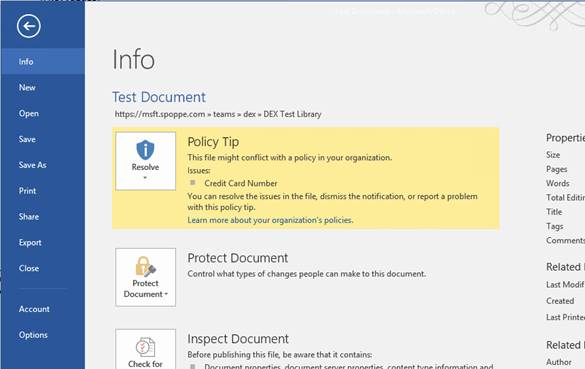 Info
New
Open
Save
Save As
Print
Share
Export
Close
Account
Options
Info
Test Document
https://msft.spoppe.com » teams » dex » DEX Test Library
Resolve
Policy Tip
This file might conflict with a policy in your organization.
Issues:
Credit Card Number
You can resolve the issues in the file, dismiss the notification, or report a problem
with this policy tip.
Learn more about your organization's policies.
Protect
Document
Protect Document
Control what types of changes people can make to this document.
Check for
Inspect Document
Before publishing this file, be aware that it contains:
Document properties, document server properties, content type information and
Properties
Size
Pages
Words
Total Editin
Title
Tags
Comments
Related
Last Modif
Created
Last Printed
Related
Author